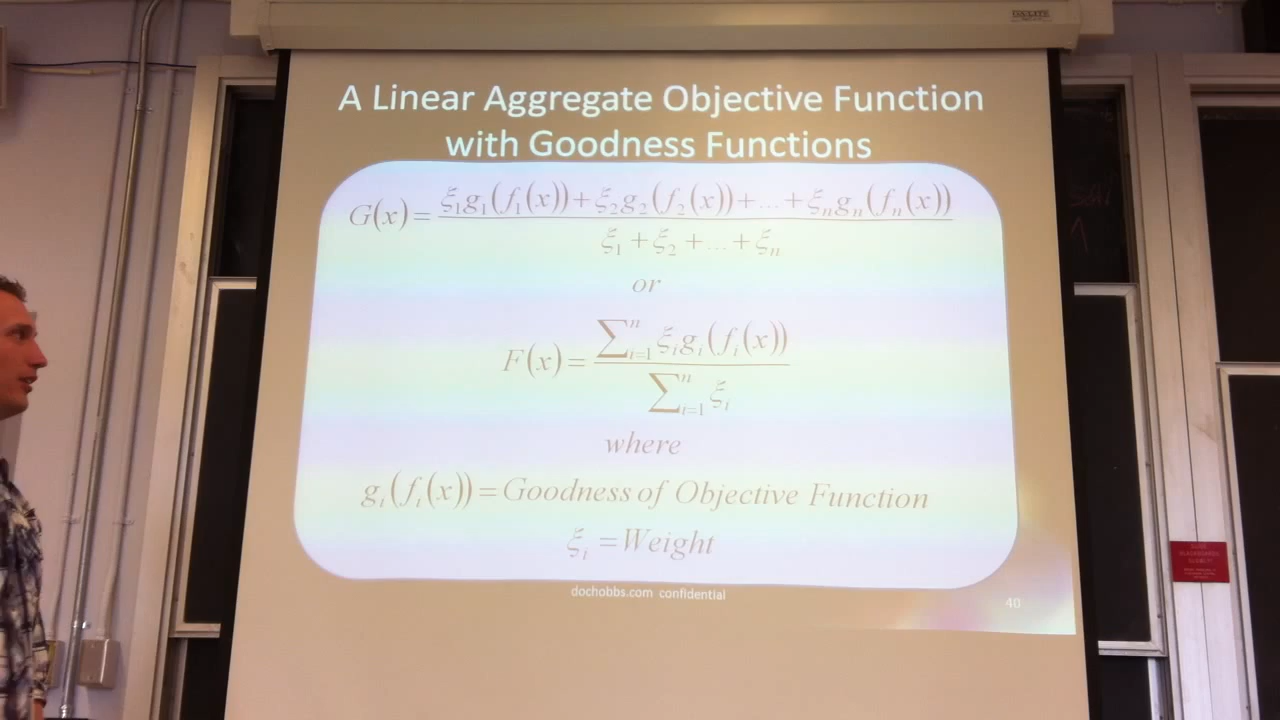 A Linear Aggregate Objective Function
with Goodness Functions
G(x) = ξ₁g₁(f₁(x)) + ξ₂g₂(f₂(x)) + ... + ξₙgₙ(fₙ(x))
ξ₁ + ξ₂ + ... + ξₙ
or
F(x) = ∑ⁿᵢ₌₁ ξᵢgᵢ(fᵢ(x))
∑ⁿᵢ₌₁ ξᵢ
where
gᵢ(fᵢ(x)) = Goodness of Objective Function
ξᵢ = Weight
dochobbs.com confidential
40